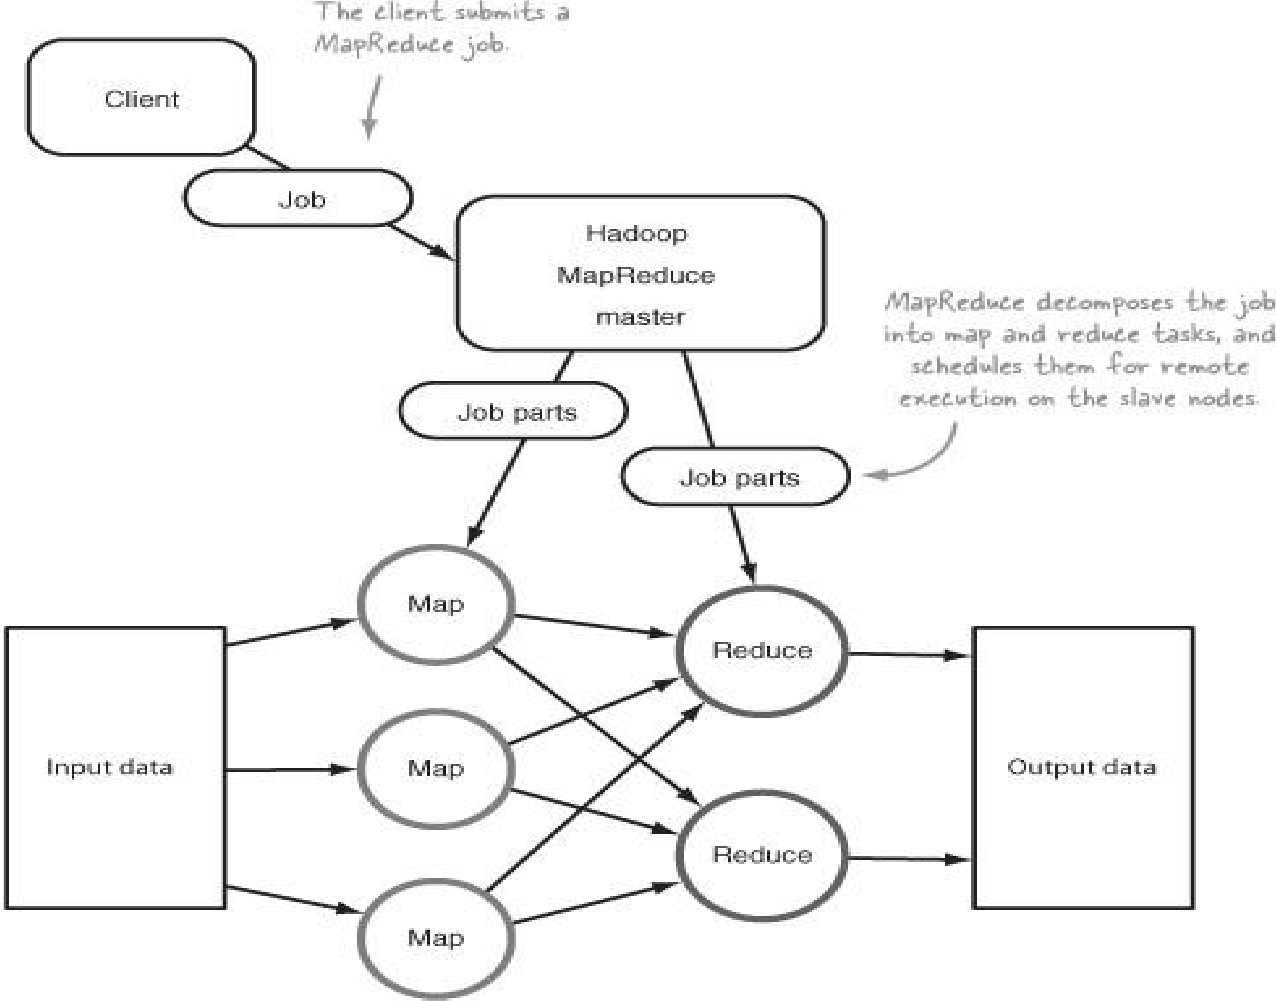 The client submits a
MapReduce job.
Client
Job
Hadoop
MapReduce
master
MapReduce decomposes the job
into map and reduce tasks, and
schedules them for remote
execution on the slave nodes.
Job parts
Job parts
Map
Reduce
Input data
Map
Output data
Reduce
Map